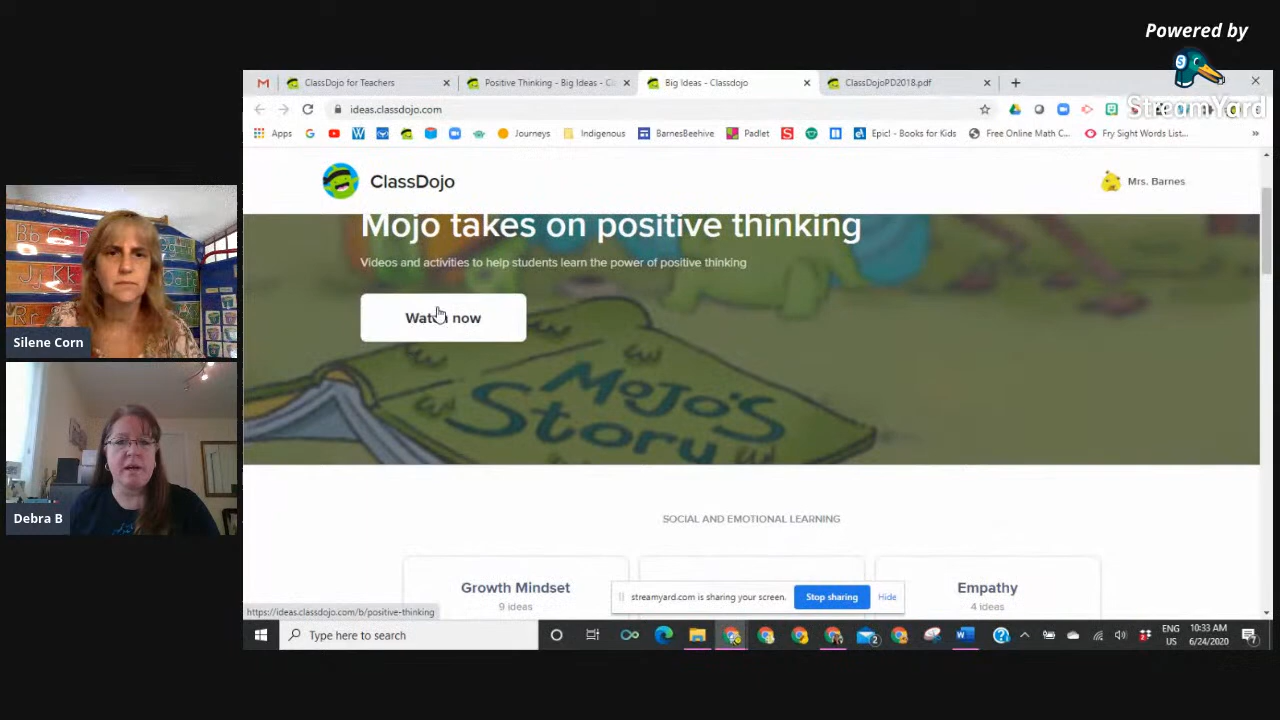 Powered by
StreamYard
ClassDojo for Teachers
Positive Thinking - Big Ideas - Cl
Big Ideas - Classdojo
ClassDojoPD2018.pdf
ideas.classdojo.com
Apps
Journeys
Indigenous
BarnesBeehive
Padlet
Epic! - Books for Kids
Free Online Math C...
Fry Sight Words List...
ClassDojo
Mrs. Barnes
Mojo takes on positive thinking
Videos and activities to help students learn the power of positive thinking
Watch now
MOJO'S
STORY
SOCIAL AND EMOTIONAL LEARNING
Growth Mindset
9 ideas
Empathy
4 ideas
streamyard.com is sharing your screen.
Stop sharing
Hide
https://ideas.classdojo.com/b/positive-thinking
Type here to search
ENG
US
10:33 AM
6/24/2020
Bb Cc D
Jj Kk
Rr
Silene Corn
Debra B